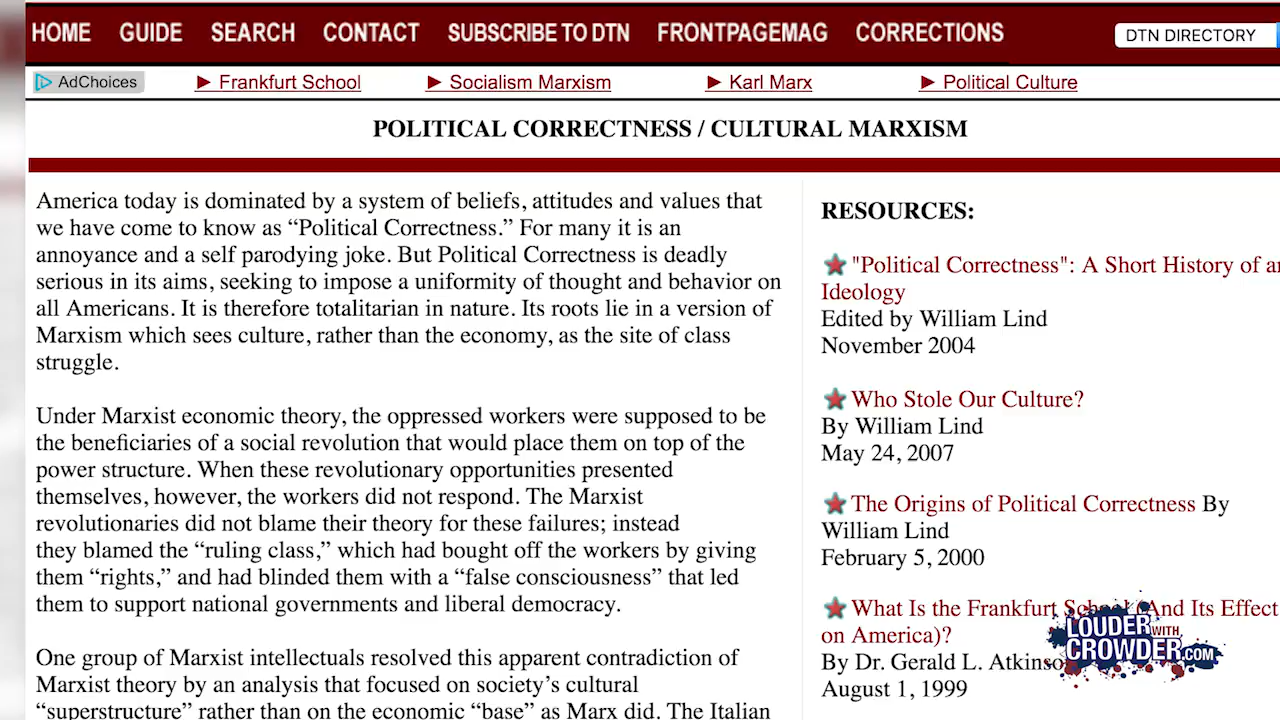 HOME GUIDE SEARCH CONTACT SUBSCRIBE TO DTN FRONTPAGEMAG CORRECTIONS DTN DIRECTORY
AdChoices ► Frankfurt School ► Socialism Marxism ► Karl Marx ► Political Culture
POLITICAL CORRECTNESS / CULTURAL MARXISM
America today is dominated by a system of beliefs, attitudes and values that
we have come to know as “Political Correctness.” For many it is an
annoyance and a self parodying joke. But Political Correctness is deadly
serious in its aims, seeking to impose a uniformity of thought and behavior on
all Americans. It is therefore totalitarian in nature. Its roots lie in a version of
Marxism which sees culture, rather than the economy, as the site of class
struggle.
Under Marxist economic theory, the oppressed workers were supposed to be
the beneficiaries of a social revolution that would place them on top of the
power structure. When these revolutionary opportunities presented
themselves, however, the workers did not respond. The Marxist
revolutionaries did not blame their theory for these failures; instead
they blamed the “ruling class,” which had bought off the workers by giving
them “rights,” and had blinded them with a “false consciousness” that led
them to support national governments and liberal democracy.
One group of Marxist intellectuals resolved this apparent contradiction of
Marxist theory by an analysis that focused on society’s cultural
“superstructure” rather than on the economic “base” as Marx did. The Italian
RESOURCES:
"Political Correctness": A Short History of an
Ideology
Edited by William Lind
November 2004
Who Stole Our Culture?
By William Lind
May 24, 2007
The Origins of Political Correctness By
William Lind
February 5, 2000
What Is the Frankfurt School (And Its Effect
on America)?
By Dr. Gerald L. Atkinson
August 1, 1999
LOUDER WITH
CROWDER.COM